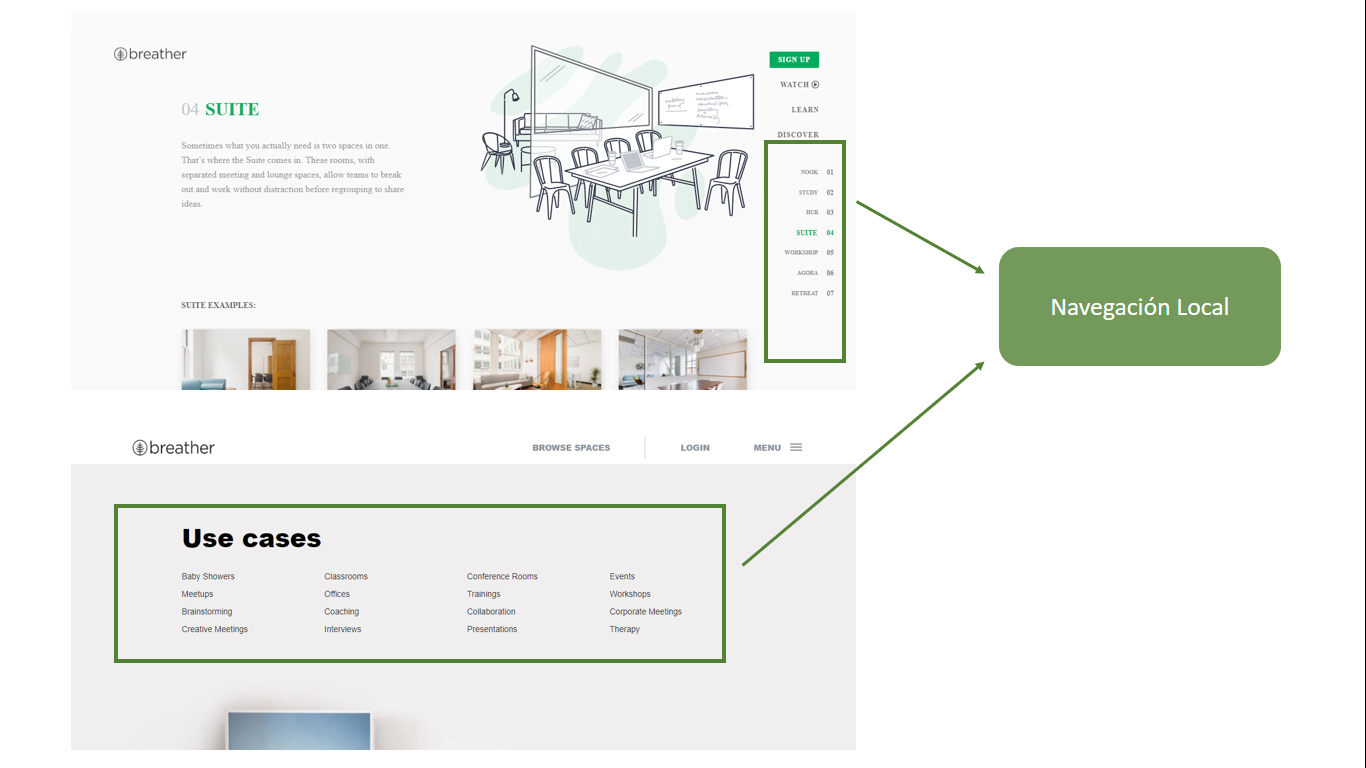 breather
SIGN UP
WATCH
LEARN
DISCOVER
04 SUITE
Sometimes what you actually need is two spaces in one.
That's where the Suite comes in. These rooms, with
separated meeting and lounge spaces, allow teams to break
out and work without distraction before regrouping to share
ideas.
NOOK 01
STUDY 02
HUB 03
SUITE 04
WORKSHOP 05
AGORA 06
RETREAT 07
SUITE EXAMPLES:
Navegación Local
breather
BROWSE SPACES
LOGIN
MENU
Use cases
Baby Showers Classrooms Conference Rooms Events
Meetups Offices Trainings Workshops
Brainstorming Coaching Collaboration Corporate Meetings
Creative Meetings Interviews Presentations Therapy